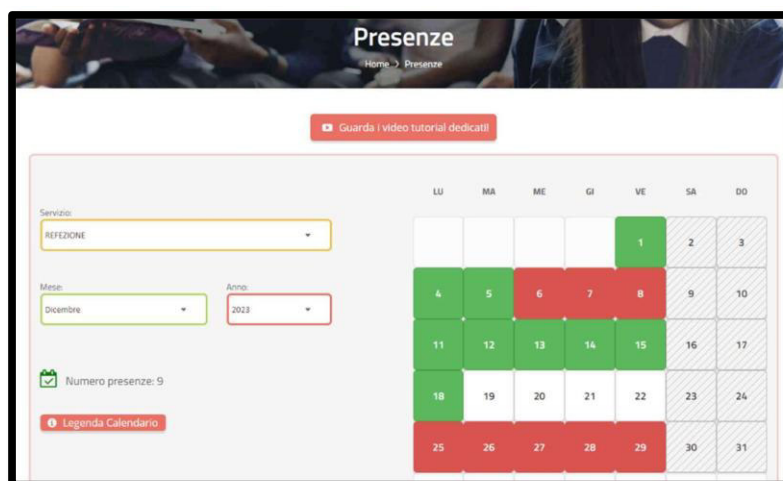 Presenze
Home > Presenze
Guarda i video tutorial dedicati!
Servizio:
REFEZIONE
Mese:
Anno:
Dicembre
2023
Numero presenze: 9
Legenda Calendario
LU MA ME GI VE SA DO
1 2 3
4 5 6 7 8 9 10
11 12 13 14 15 16 17
18 19 20 21 22 23 24
25 26 27 28 29 30 31